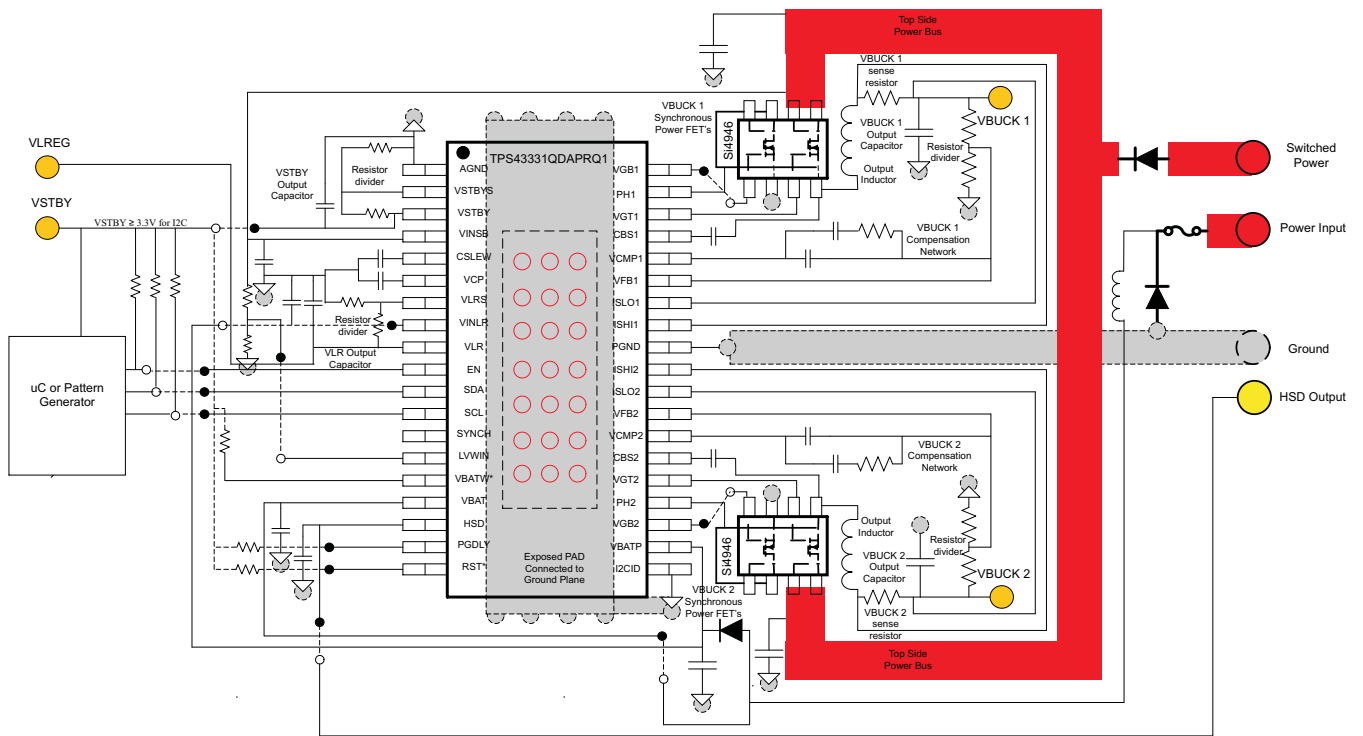 Top Side
Power Bus
VBUCK 1
sense
resistor
VBUCK 1
Synchronous
Power FET's
Si4946
VBUCK 1
Output
Capacitor
Output
Inductor
VBUCK 1
Resistor
divider
Switched
Power
Power Input
Ground
HSD Output
VLREG
VSTBY
VSTBY ≥ 3.3V for I2C
VSTBY
Output
Capacitor
Resistor
divider
Resistor
divider
VLR Output
Capacitor
uC or Pattern
Generator
TPS43331QDAPRQ1
AGND
VSTBYS
VSTBY
VINSB
CSLEW
VCP
VLRS
VINLR
VLR
EN
SDA
SCL
SYNCH
LVWIN
VBATW*
VBAT
HSD
PGDLY
RST*
VGB1
PH1
VGT1
CBS1
VCMP1
VFB1
ISLO1
ISHI1
PGND
ISHI2
ISLO2
VFB2
VCMP2
CBS2
VGT2
PH2
VGB2
VBATP
I2CID
Exposed PAD
Connected to
Ground Plane
VBUCK 1
Compensation
Network
VBUCK 2
Compensation
Network
Si4946
Output
Inductor
VBUCK 2
Output
Capacitor
Resistor
divider
VBUCK 2
VBUCK 2
Synchronous
Power FET's
VBUCK 2
sense
resistor
Top Side
Power Bus